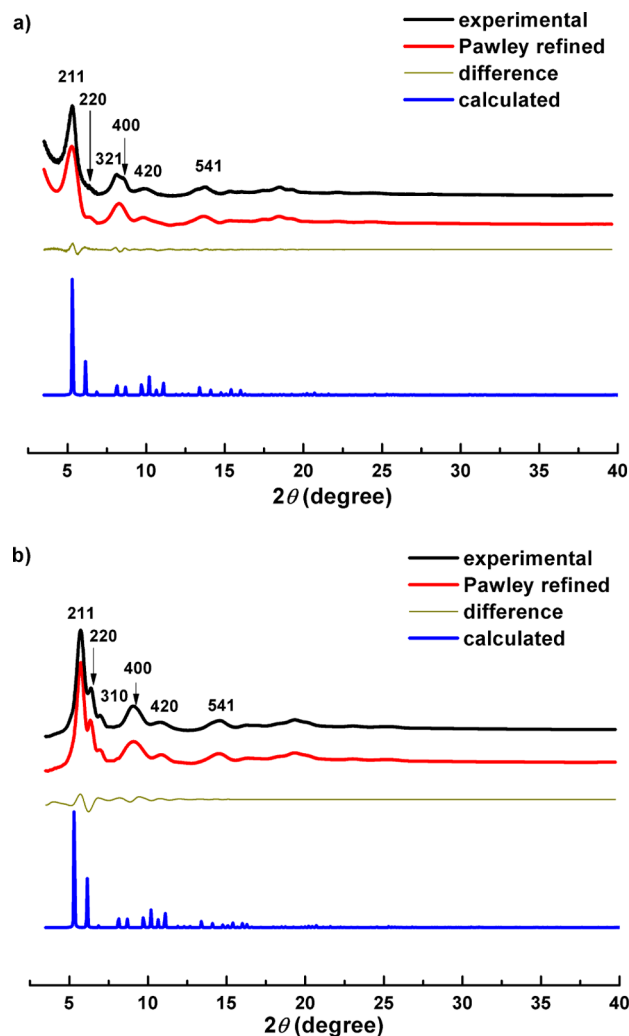 a)
experimental
Pawley refined
difference
calculated
211
220
400
321
420
541
5 10 15 20 25 30 35 40
2θ (degree)
b)
experimental
Pawley refined
difference
calculated
211
220
400
310
420
541
5 10 15 20 25 30 35 40
2θ (degree)